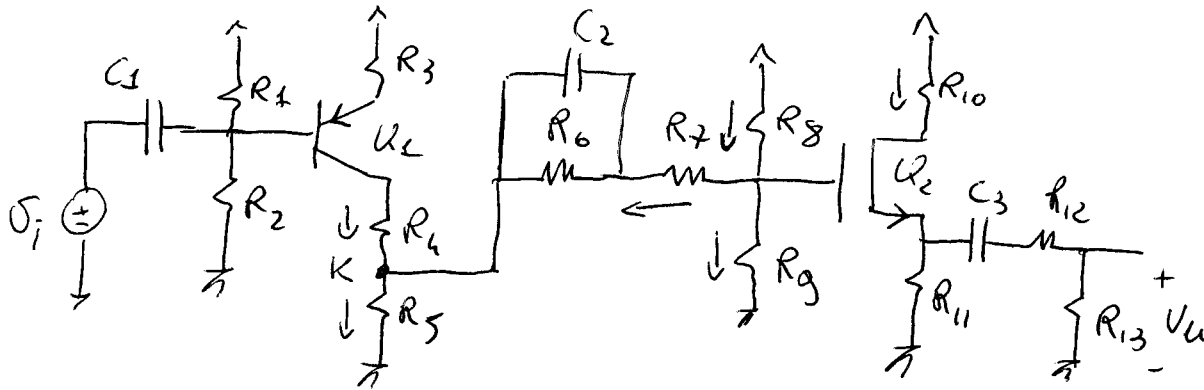 C1
R1
R3
C2
R10
R6
R7
R8
Q1
Q2
C3
R12
vi
±
R2
R4
K
R5
R9
R11
R13
+
Vu
-